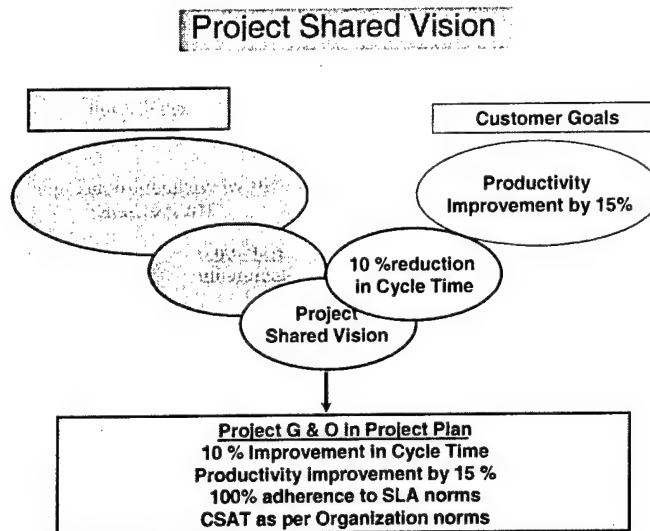 Project Shared Vision
Customer Goals
Productivity
Improvement by 15%
10 %reduction
in Cycle Time
Project
Shared Vision
Project G & O in Project Plan
10 % Improvement in Cycle Time
Productivity improvement by 15 %
100% adherence to SLA norms
CSAT as per Organization norms